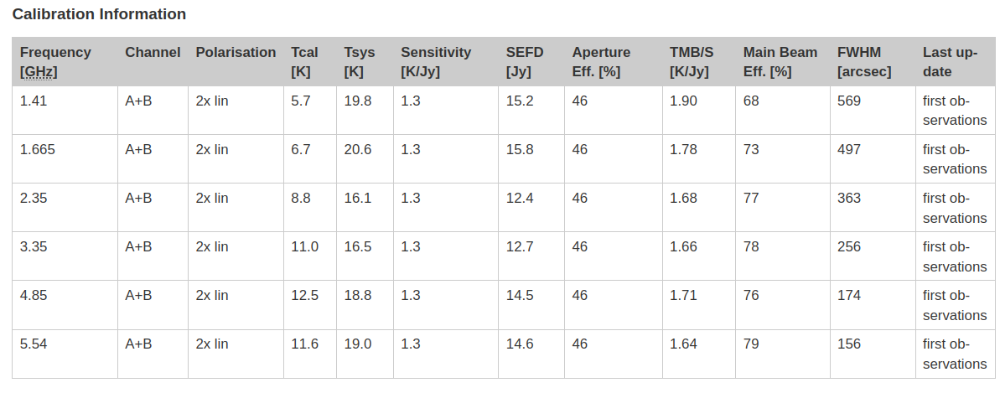 Calibration Information
Frequency [GHz] Channel Polarisation Tcal [K] Tsys [K] Sensitivity [K/Jy] SEFD [Jy] Aperture Eff. [%] TMB/S [K/Jy] Main Beam Eff. [%] FWHM [arcsec] Last up-date
1.41 A+B 2x lin 5.7 19.8 1.3 15.2 46 1.90 68 569 first ob-servations
1.665 A+B 2x lin 6.7 20.6 1.3 15.8 46 1.78 73 497 first ob-servations
2.35 A+B 2x lin 8.8 16.1 1.3 12.4 46 1.68 77 363 first ob-servations
3.35 A+B 2x lin 11.0 16.5 1.3 12.7 46 1.66 78 256 first ob-servations
4.85 A+B 2x lin 12.5 18.8 1.3 14.5 46 1.71 76 174 first ob-servations
5.54 A+B 2x lin 11.6 19.0 1.3 14.6 46 1.64 79 156 first ob-servations